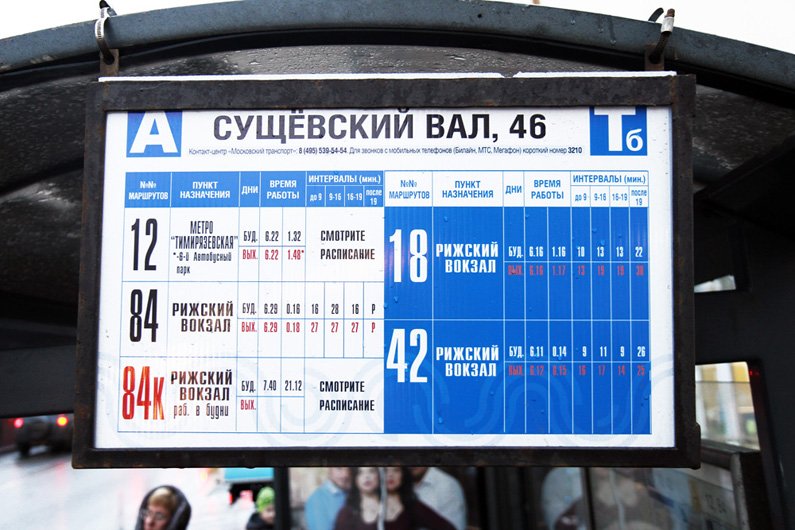 А СУЩЁВСКИЙ ВАЛ, 46 Тб
Контакт-центр «Московский транспорт»: 8 (495) 539-54-54. Для звонков с мобильных телефонов (Билайн, МТС, Мегафон) короткий номер 3210
№№ МАРШРУТОВ
ПУНКТ НАЗНАЧЕНИЯ
ДНИ
ВРЕМЯ РАБОТЫ
ИНТЕРВАЛЫ (мин.)
до 9 9-16 16-19 после 19
12
МЕТРО
"ТИМИРЯЗЕВСКАЯ"
*-6-й Автобусный
парк
БУД. 6.22 1.32
ВЫХ. 6.22 1.48*
СМОТРИТЕ
РАСПИСАНИЕ
84
РИЖСКИЙ
ВОКЗАЛ
БУД. 6.29 0.16 16 28 16 Р
ВЫХ. 6.29 0.18 27 27 27 Р
84к
РИЖСКИЙ
ВОКЗАЛ
раб. в будни
БУД. 7.40 21.12
ВЫХ.
СМОТРИТЕ
РАСПИСАНИЕ
№№ МАРШРУТОВ
ПУНКТ НАЗНАЧЕНИЯ
ДНИ
ВРЕМЯ РАБОТЫ
ИНТЕРВАЛЫ (мин.)
до 9 9-16 16-19 после 19
18
РИЖСКИЙ
ВОКЗАЛ
БУД. 6.16 1.16 10 13 13 22
ВЫХ. 6.16 1.17 13 15 15 30
42
РИЖСКИЙ
ВОКЗАЛ
БУД. 6.11 0.14 9 11 9 26
ВЫХ. 6.12 0.15 16 17 14 25